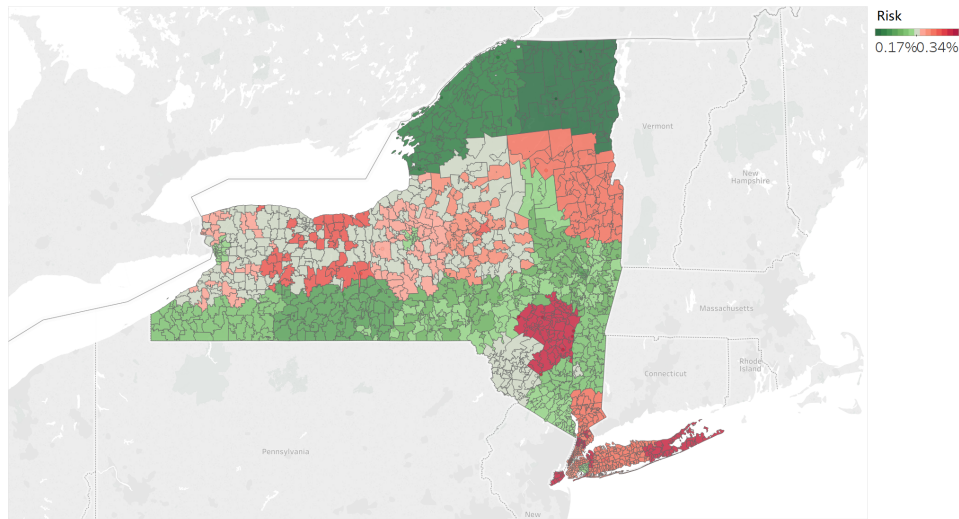 Risk
0.17%0.34%
Vermont
New
Hampshire
Massachusetts
Rhode
Island
Connecticut
Pennsylvania
New